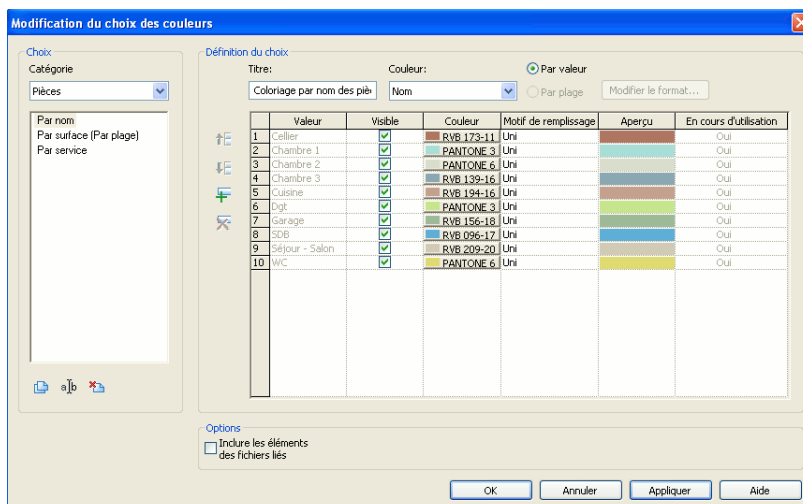 Modification du choix des couleurs
Choix
Catégorie
Pièces
Par nom
Par surface (Par plage)
Par service
Définition du choix
Titre:
Couleur:
Par valeur
Coloriage par nom des piè
Nom
Par plage
Modifier le format...
Valeur Visible Couleur Motif de remplissage Aperçu En cours d'utilisation
1 Cellier RVB 173-11 Uni Oui
2 Chambre 1 PANTONE 3 Uni Oui
3 Chambre 2 PANTONE 6 Uni Oui
4 Chambre 3 RVB 139-16 Uni Oui
5 Cuisine RVB 194-16 Uni Oui
6 Dgt PANTONE 3 Uni Oui
7 Garage RVB 156-18 Uni Oui
8 SDB RVB 096-17 Uni Oui
9 Séjour - Salon RVB 209-20 Uni Oui
10 WC PANTONE 6 Uni Oui
a b
Options
Inclure les éléments
des fichiers liés
OK Annuler Appliquer Aide